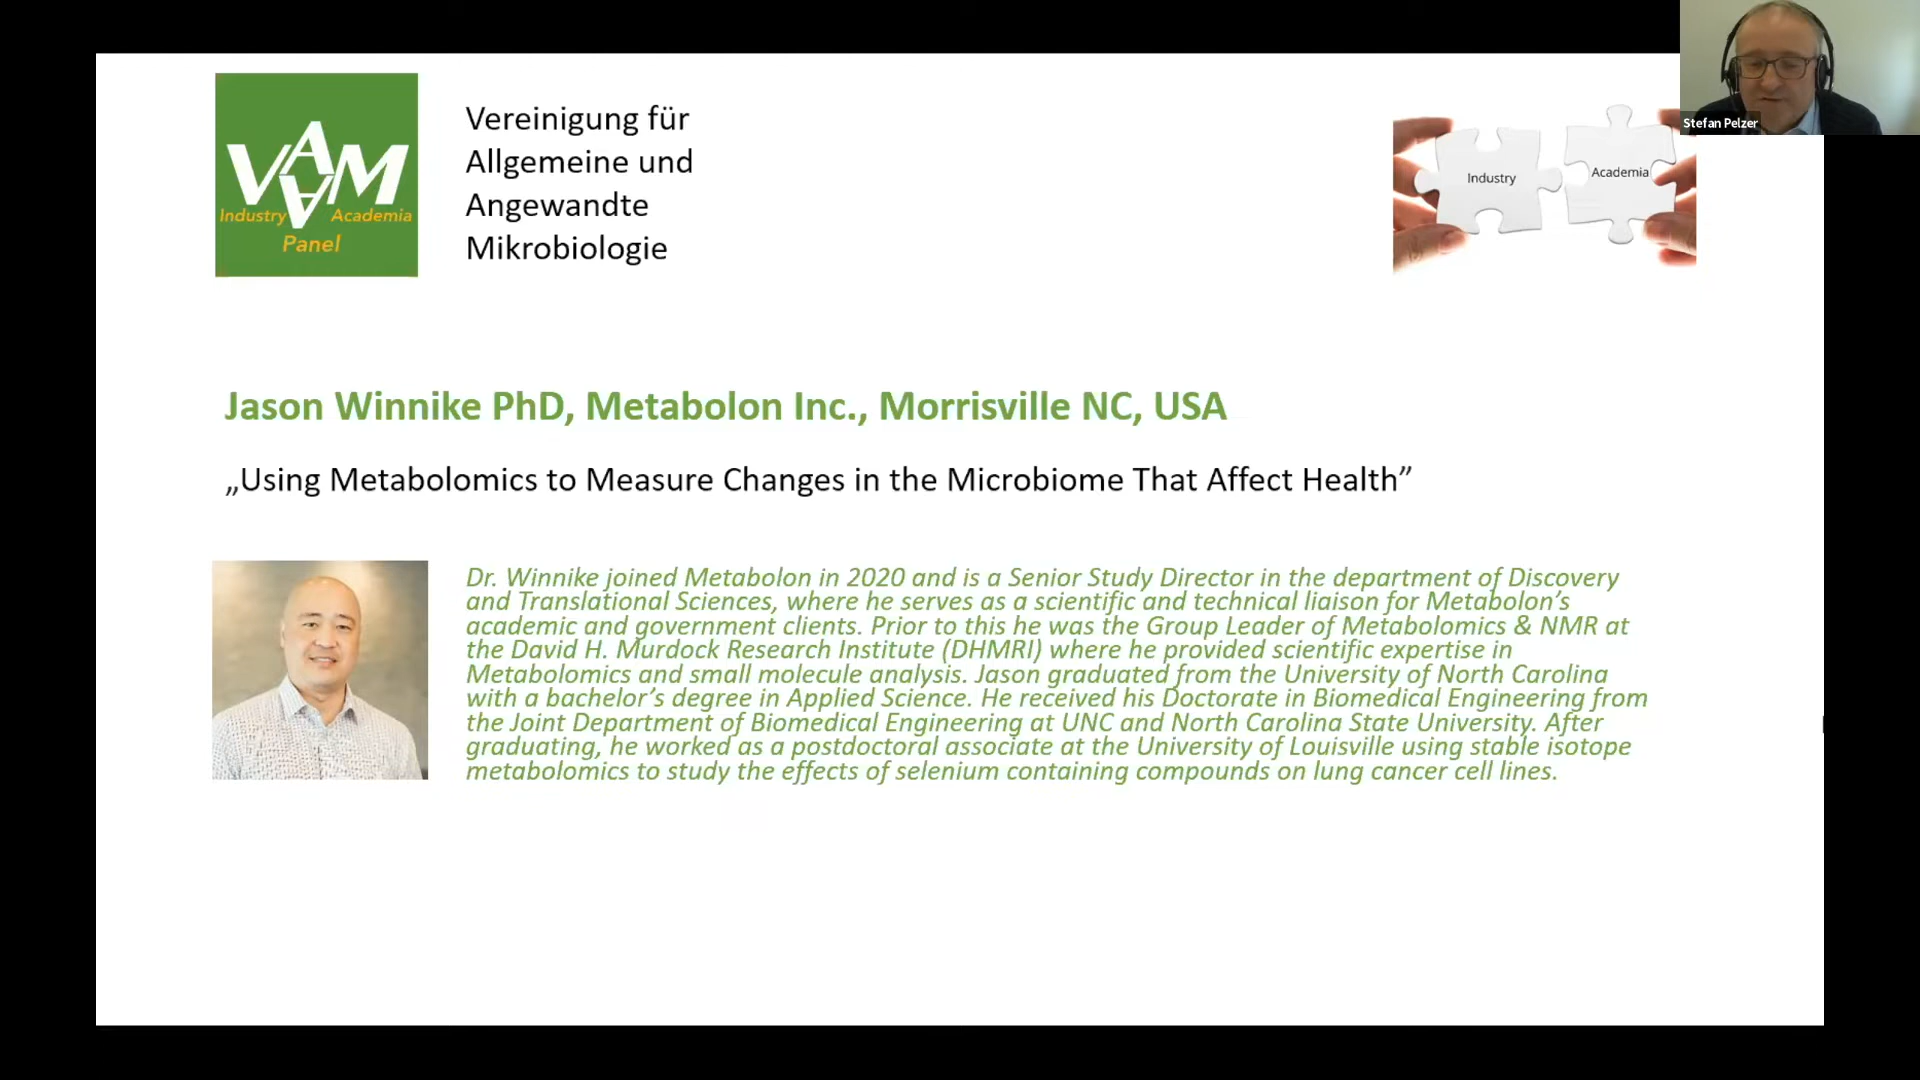 VAAM
Industry Academia
Panel
Vereinigung für
Allgemeine und
Angewandte
Mikrobiologie
Industry
Academia
Stefan Pelzer
Jason Winnike PhD, Metabolon Inc., Morrisville NC, USA
„Using Metabolomics to Measure Changes in the Microbiome That Affect Health”
Dr. Winnike joined Metabolon in 2020 and is a Senior Study Director in the department of Discovery
and Translational Sciences, where he serves as a scientific and technical liaison for Metabolon’s
academic and government clients. Prior to this he was the Group Leader of Metabolomics & NMR at
the David H. Murdock Research Institute (DHMRI) where he provided scientific expertise in
Metabolomics and small molecule analysis. Jason graduated from the University of North Carolina
with a bachelor’s degree in Applied Science. He received his Doctorate in Biomedical Engineering from
the Joint Department of Biomedical Engineering at UNC and North Carolina State University. After
graduating, he worked as a postdoctoral associate at the University of Louisville using stable isotope
metabolomics to study the effects of selenium containing compounds on lung cancer cell lines.